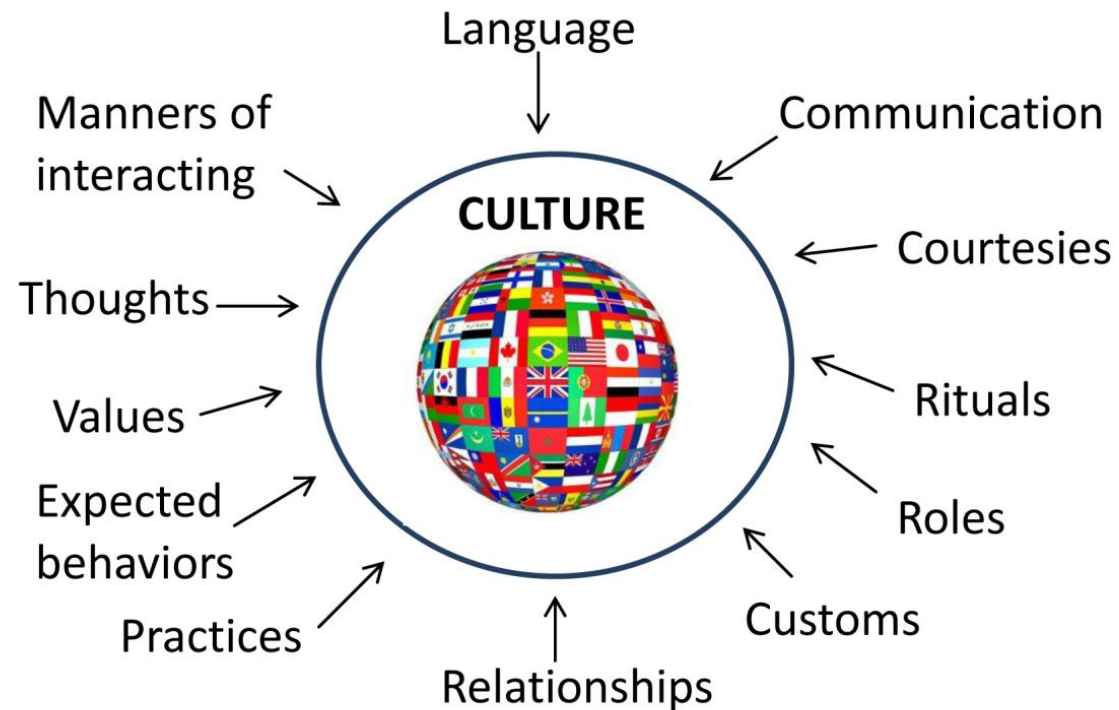 Language
Communication
Courtesies
Rituals
Roles
Customs
Relationships
Practices
Expected
behaviors
Values
Thoughts
Manners of
interacting
CULTURE